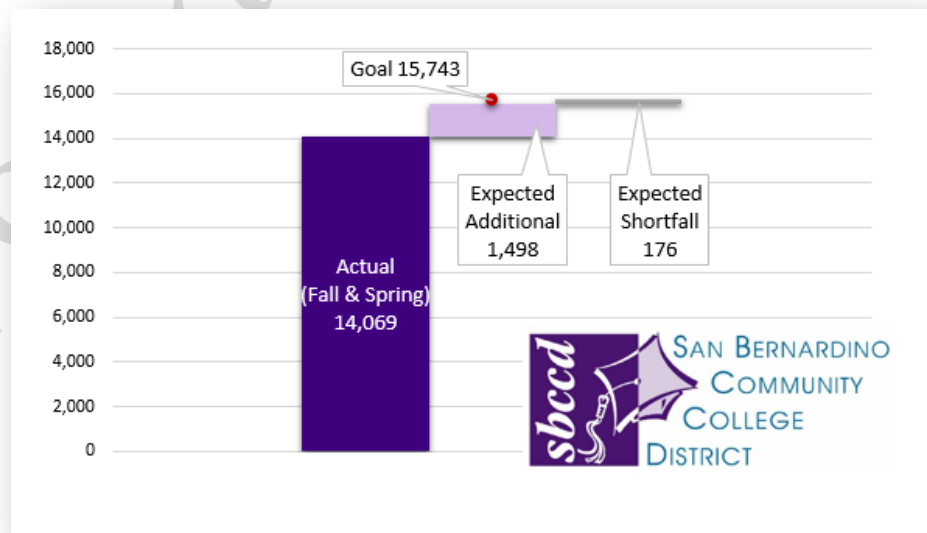 18,000
16,000
14,000
12,000
10,000
8,000
6,000
4,000
2,000
0
Goal 15,743
Expected
Additional
1,498
Expected
Shortfall
176
Actual
(Fall & Spring)
14,069
sbccd
SAN BERNARDINO
COMMUNITY
COLLEGE
DISTRICT